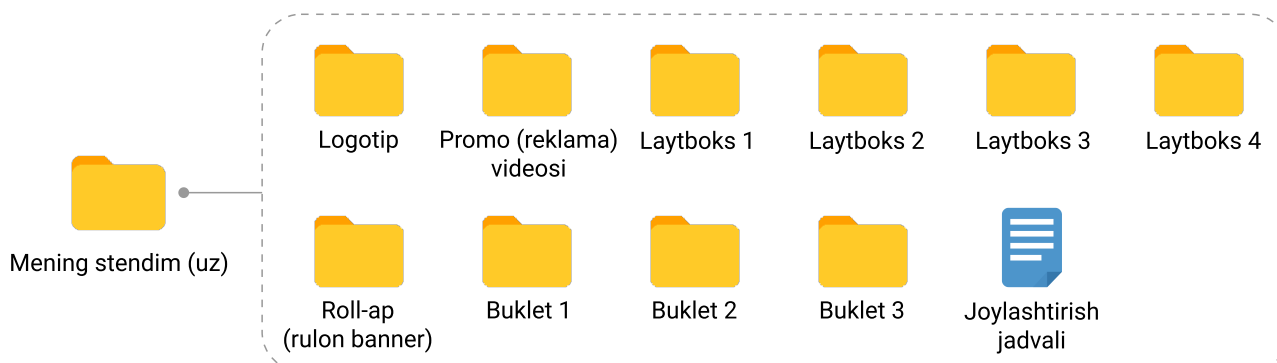 Logotip
Promo (reklama)
videosi
Laytboks 1
Laytboks 2
Laytboks 3
Laytboks 4
Mening stendim (uz)
Roll-ap
(rulon banner)
Buklet 1
Buklet 2
Buklet 3
Joylashtirish
jadvali